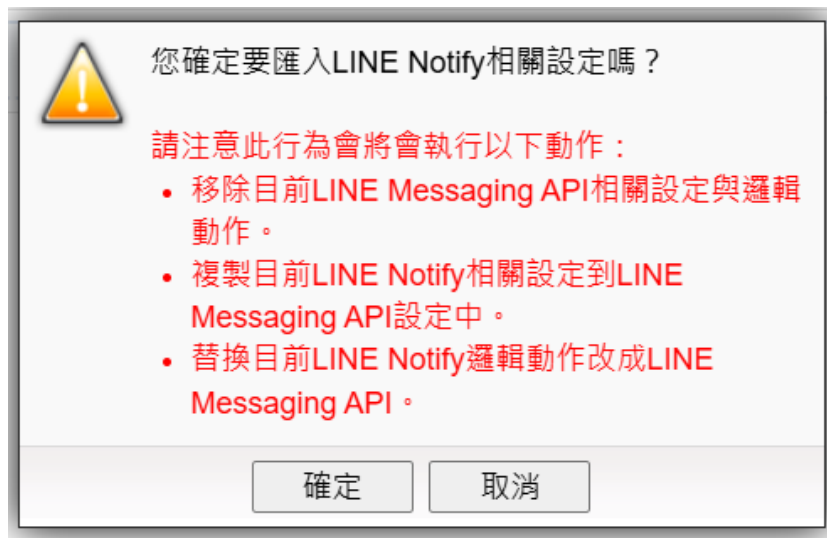 您確定要匯入LINE Notify相關設定嗎？
請注意此行為會將會執行以下動作：
• 移除目前LINE Messaging API相關設定與邏輯
動作。
• 複製目前LINE Notify相關設定到LINE
Messaging API設定中。
• 替換目前LINE Notify邏輯動作改成LINE
Messaging API。
確定 取消